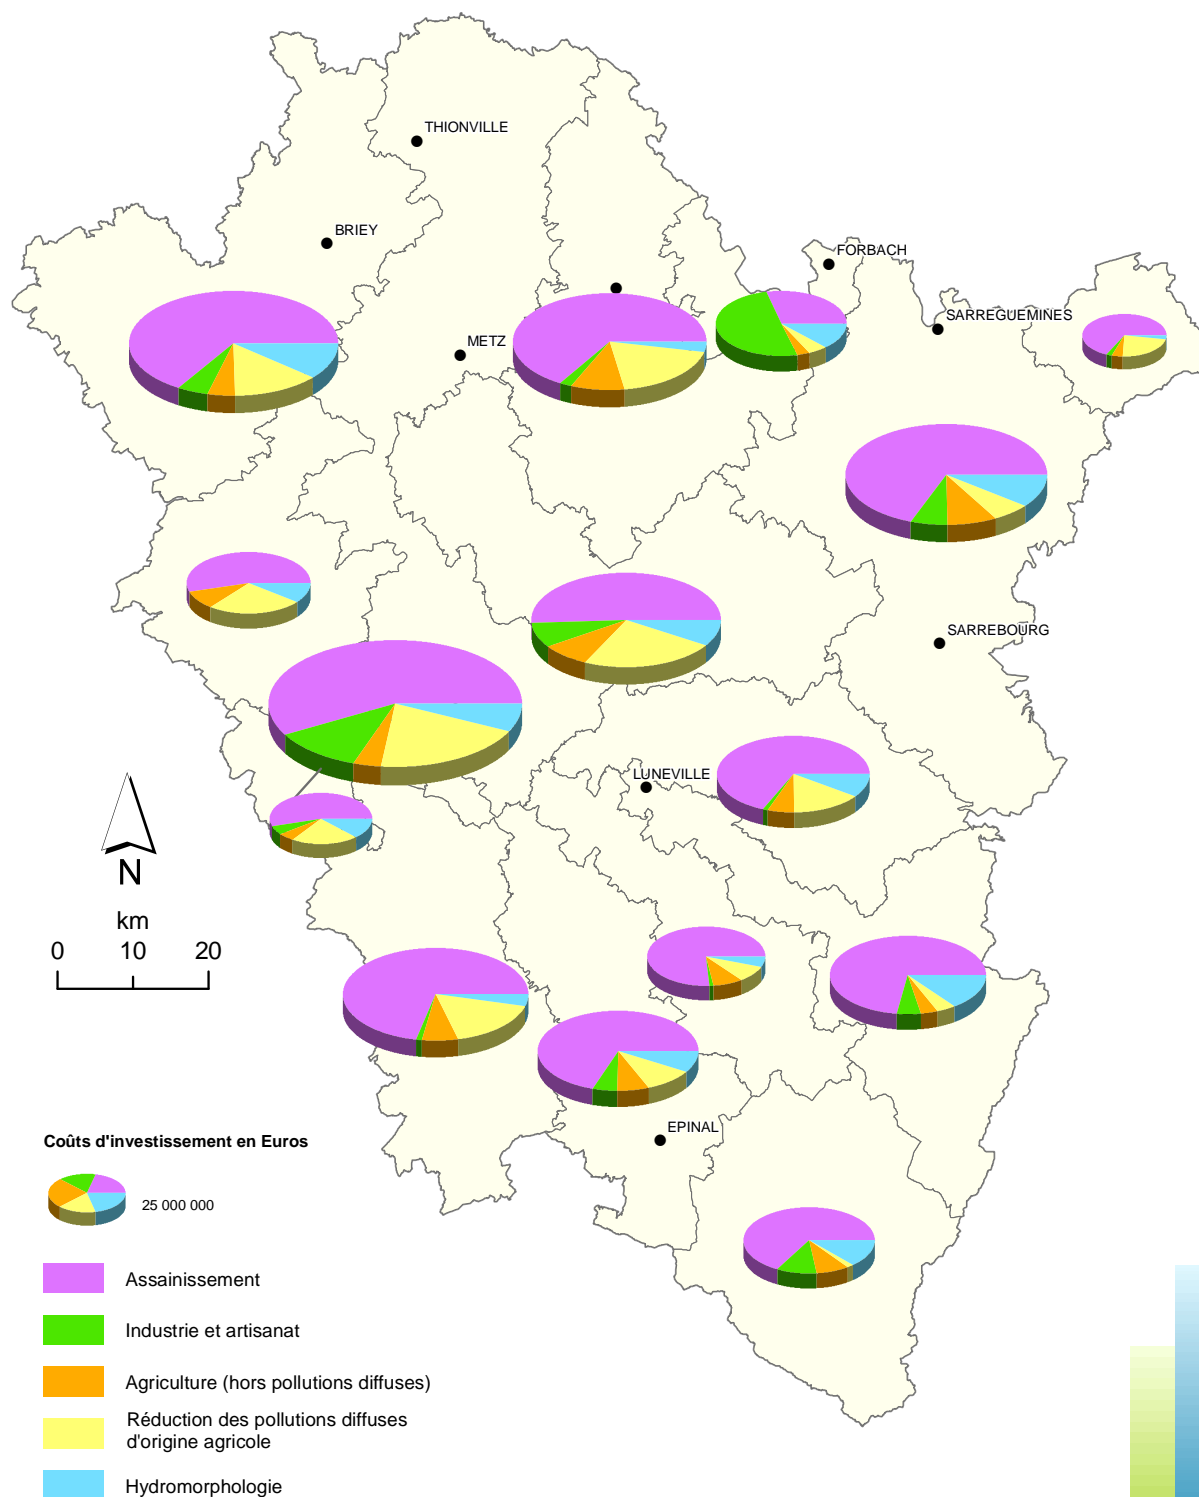 THIONVILLE
BRIEY
FORBACH
SARREGUEMINES
METZ
SARREBOURG
LUNEVILLE
N
km
0 10 20
EPINAL
Coûts d'investissement en Euros
25 000 000
Assainissement
Industrie et artisanat
Agriculture (hors pollutions diffuses)
Réduction des pollutions diffuses
d'origine agricole
Hydromorphologie